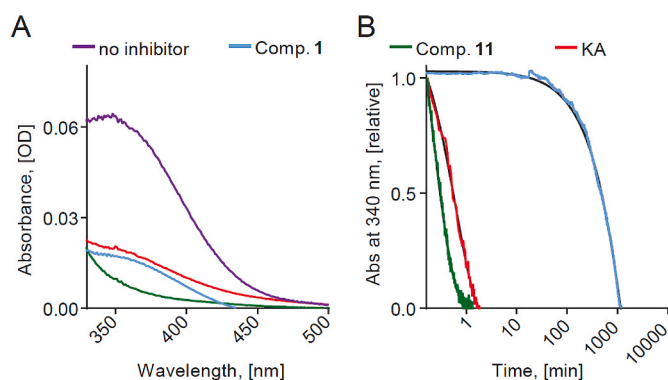 A
no inhibitor
Comp. 1
Absorbance, [OD]
0.06
0.03
0.00
350
400
450
500
Wavelength, [nm]
B
Comp. 11
KA
Abs at 340 nm, [relative]
1.0
0.5
0.0
1
10
100
1000
10000
Time, [min]